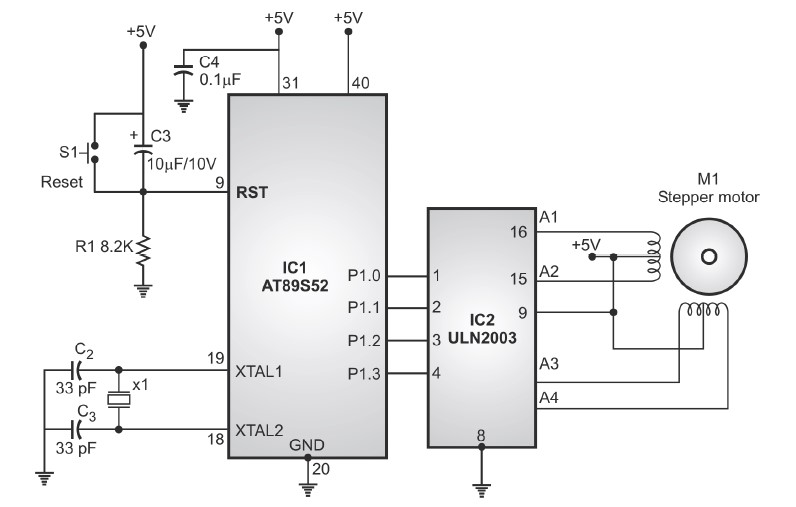 +5V
+5V
+5V
C4
0.1µF
31
40
+ C3
10µF/10V
S1
Reset
9
RST
R1 8.2K
IC1
AT89S52
P1.0
P1.1
P1.2
P1.3
1
2
3
4
IC2
ULN2003
16
15
9
8
A1
A2
A3
A4
+5V
M1
Stepper motor
C2
33 pF
x1
C3
33 pF
19
XTAL1
18
XTAL2
GND
20